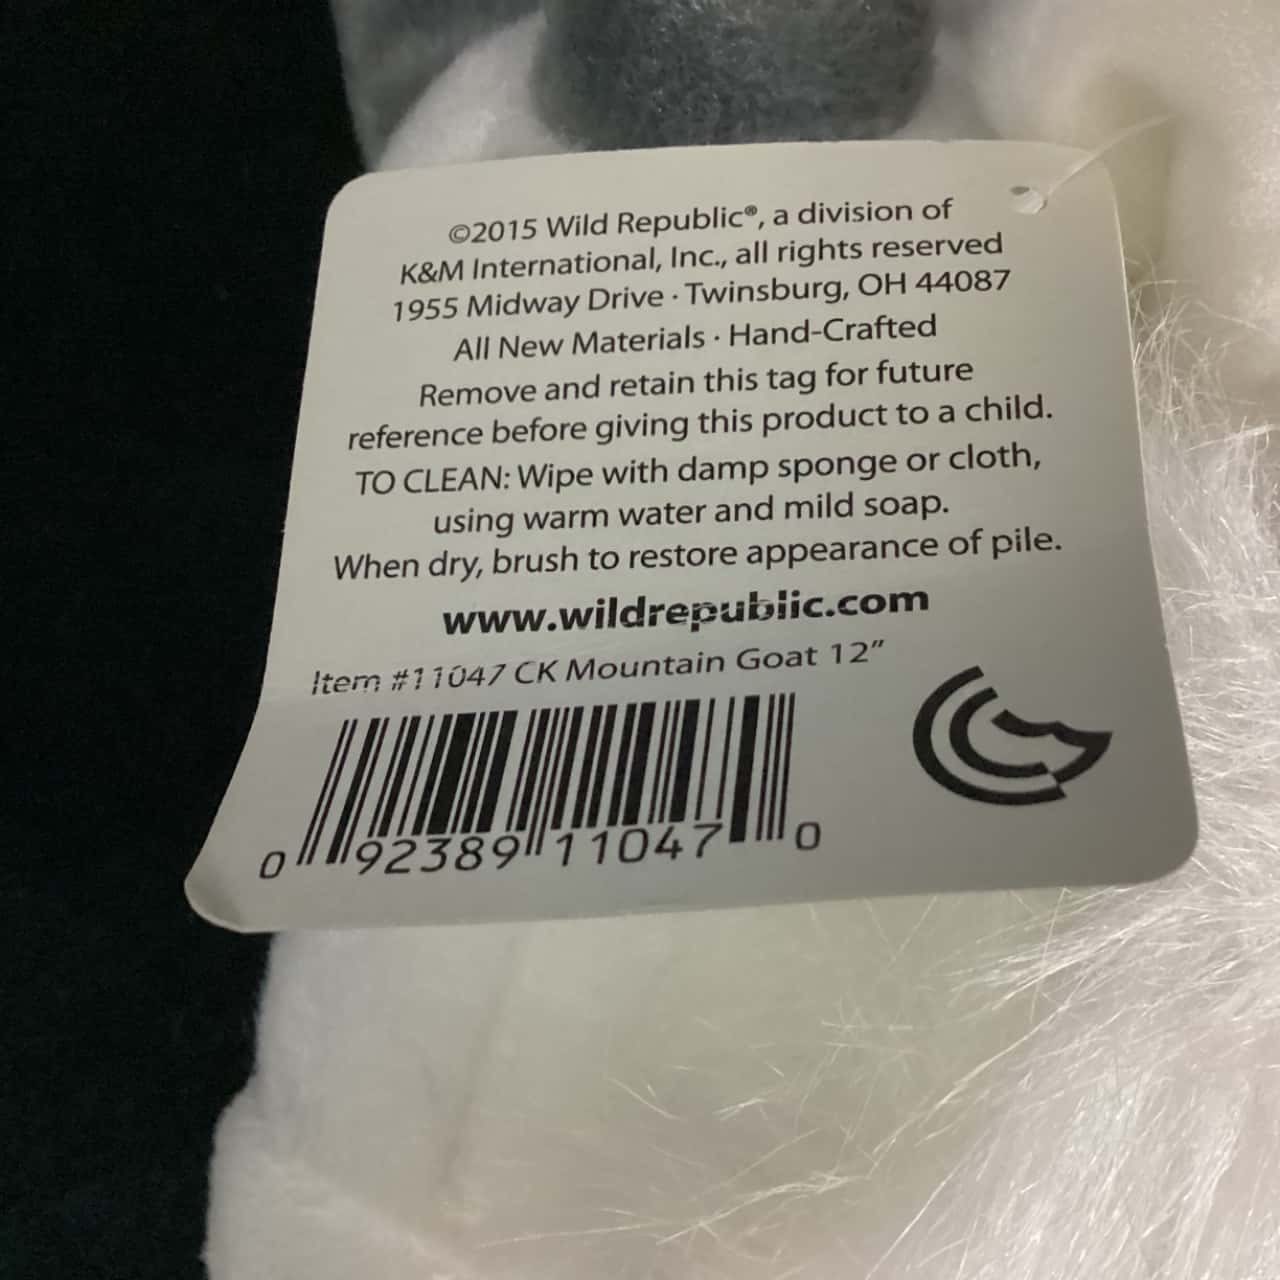 ©2015 Wild Republic®, a division of
K&M International, Inc., all rights reserved
1955 Midway Drive · Twinsburg, OH 44087
All New Materials · Hand-Crafted
Remove and retain this tag for future
reference before giving this product to a child.
TO CLEAN: Wipe with damp sponge or cloth,
using warm water and mild soap.
When dry, brush to restore appearance of pile.
www.wildrepublic.com
Item #11047 CK Mountain Goat 12”
0 92389 11047 0